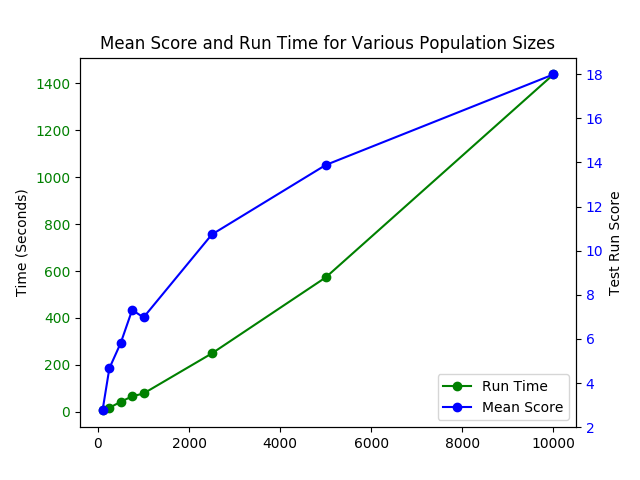 Mean Score and Run Time for Various Population Sizes
1400
1200
1000
800
600
400
200
0
Time (Seconds)
18
16
14
12
10
8
6
4
2
Test Run Score
Run Time
Mean Score
0 2000 4000 6000 8000 10000